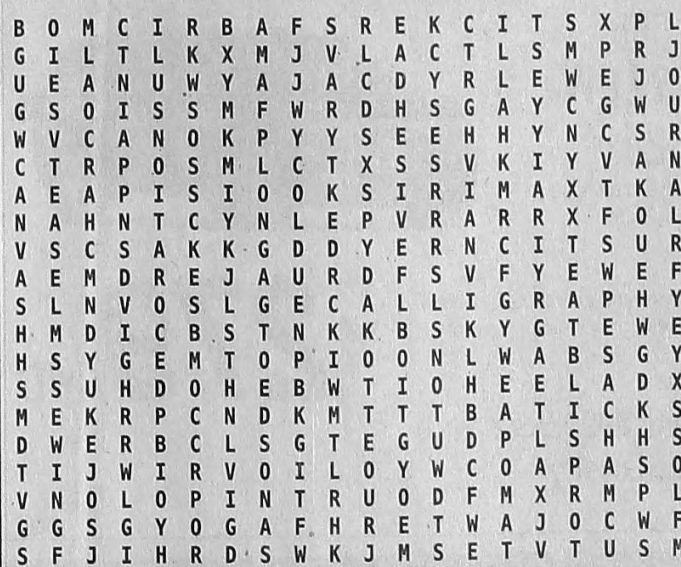 B O M C I R B A F S R E K C I T S X P L
G I L T L K X M J V L A C T L S M P R J
U E A N U W Y A J A C D Y R L E W E J O
G S O I S S M F W R D H S G A Y C G W U
W V C A N O K P Y Y S E E H H Y N C S R
C T R P O S M L C T X S S V K I Y V A N
A E A P I S I O O K S I R I M A X T K A
N A H N T C Y N L E P V R A R R X F O L
V S C S A K K G D D Y E R N C I T S U R
A E M D R E J A U R D F S V F Y E W E F
S L N V O S L G E C A L L I G R A P H Y
H M D I C B S T N K K B S K Y G T E W E
H S Y G E M T O P I O O N L W A B S G Y
S S U H D O H E B W T I O H E E L A D X
M E K R P C N D K M T T T B A T I C K S
D W E R B C L S G T E G U D P L S H H S
T I J W I R V O I L O Y W C O A P A S O
V N O L O P I N T R U O D F M X R M P L
G G S G Y O G A F H R E T W A J O C W F
S F J I H R D S W K J M S E T V T U S M